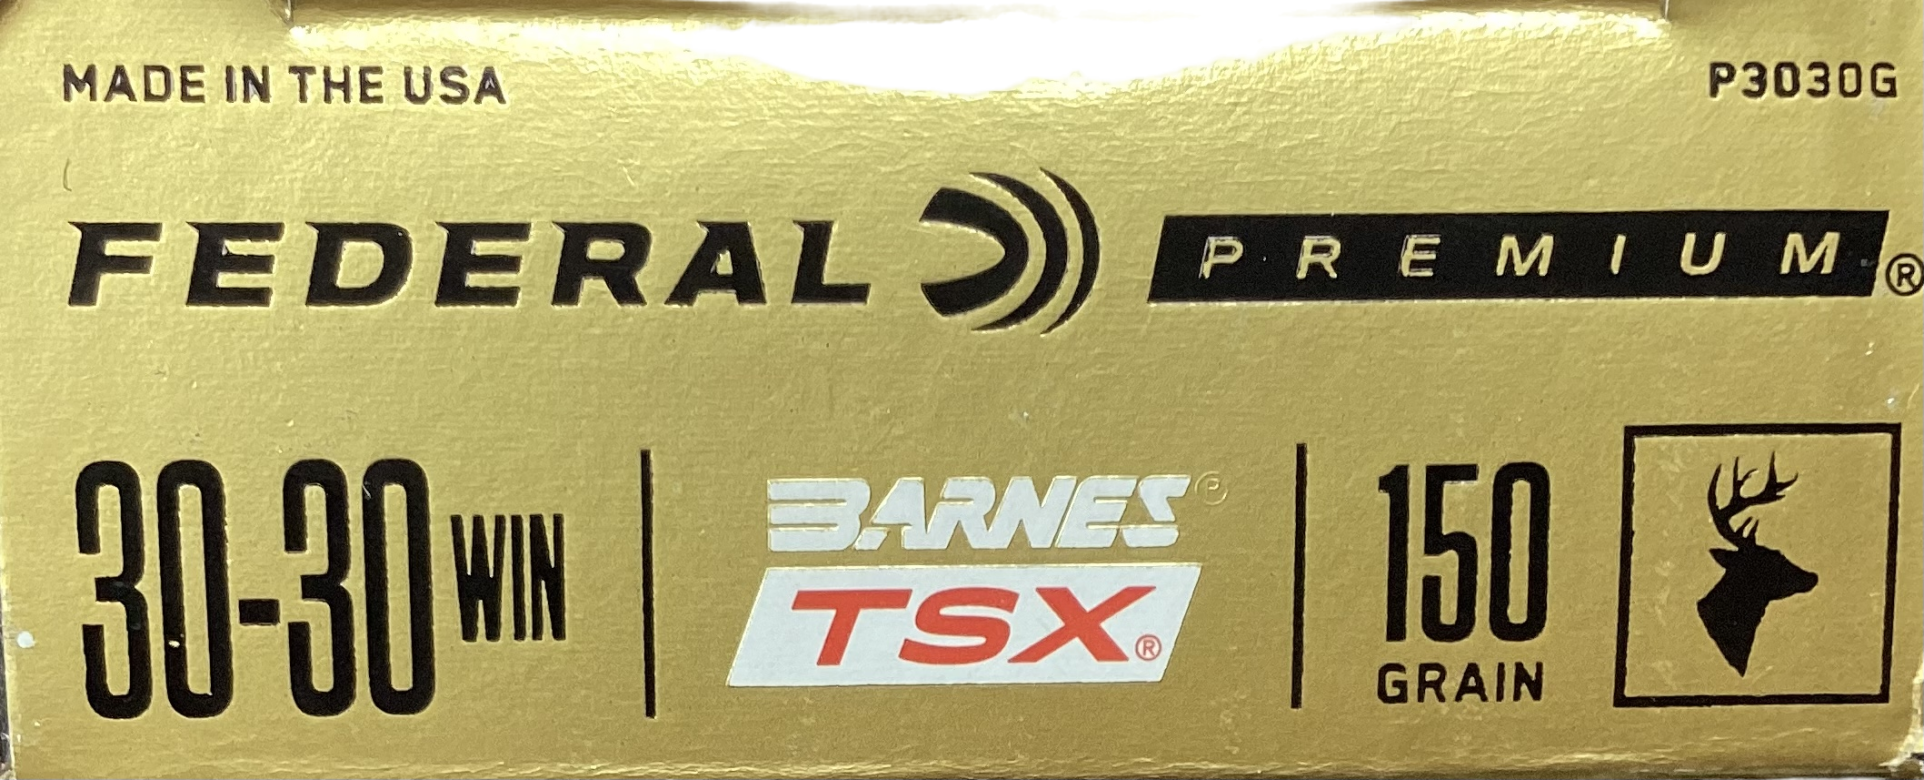 MADE IN THE USA P3030G
FEDERAL PREMIUM®
30-30 WIN
BARNES®
TSX®
150
GRAIN